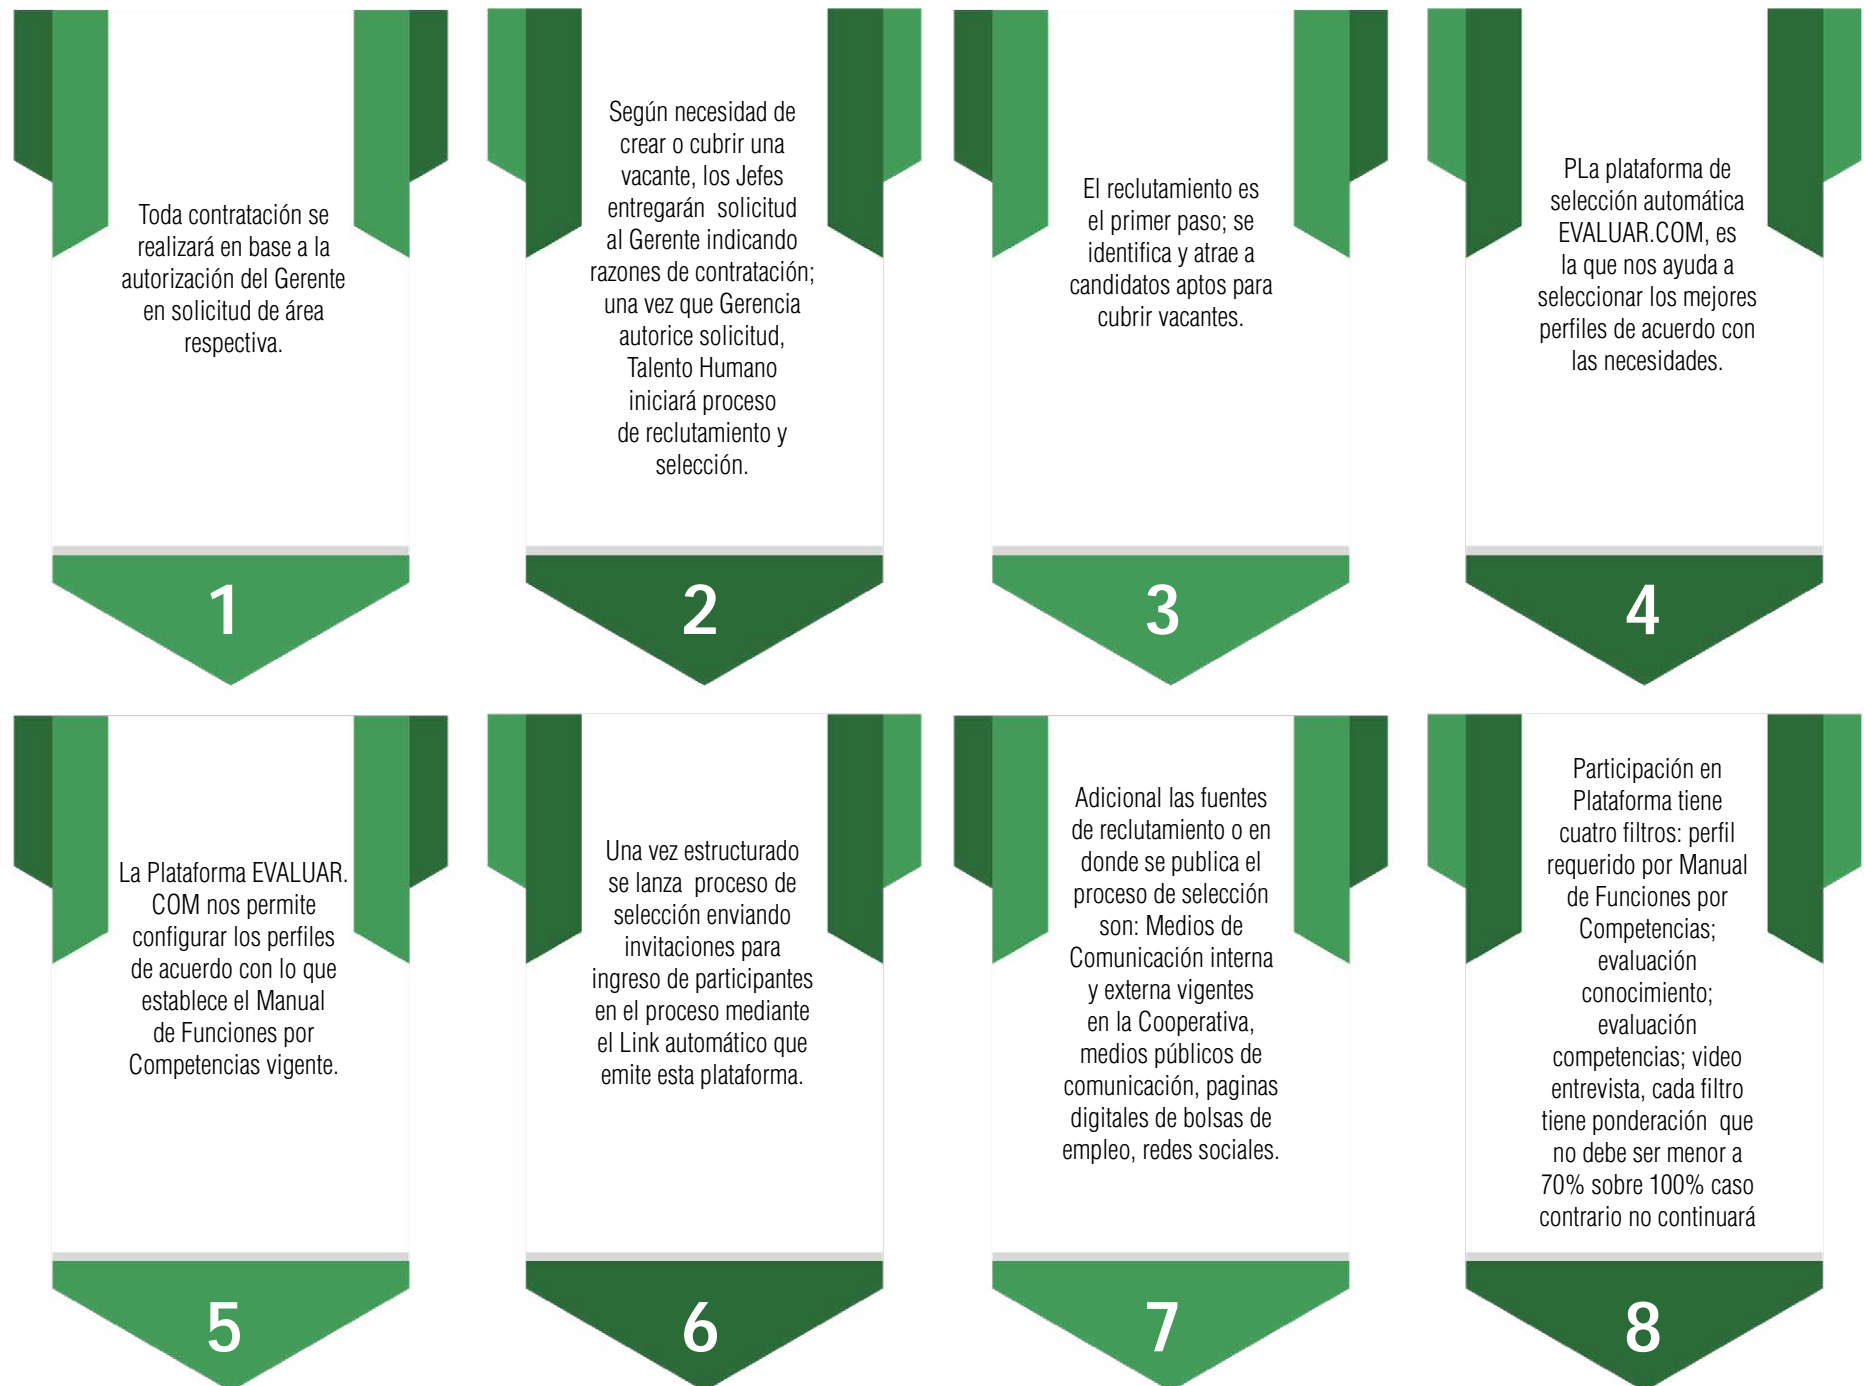 Toda contratación se
realizará en base a la
autorización del Gerente
en solicitud de área
respectiva.
1
Según necesidad de
crear o cubrir una
vacante, los Jefes
entregarán solicitud
al Gerente indicando
razones de contratación;
una vez que Gerencia
autorice solicitud,
Talento Humano
iniciará proceso
de reclutamiento y
selección.
2
El reclutamiento es
el primer paso; se
identifica y atrae a
candidatos aptos para
cubrir vacantes.
3
PLa plataforma de
selección automática
EVALUAR.COM, es
la que nos ayuda a
seleccionar los mejores
perfiles de acuerdo con
las necesidades.
4
La Plataforma EVALUAR.
COM nos permite
configurar los perfiles
de acuerdo con lo que
establece el Manual
de Funciones por
Competencias vigente.
5
Una vez estructurado
se lanza proceso de
selección enviando
invitaciones para
ingreso de participantes
en el proceso mediante
el Link automático que
emite esta plataforma.
6
Adicional las fuentes
de reclutamiento o en
donde se publica el
proceso de selección
son: Medios de
Comunicación interna
y externa vigentes
en la Cooperativa,
medios públicos de
comunicación, paginas
digitales de bolsas de
empleo, redes sociales.
7
Participación en
Plataforma tiene
cuatro filtros: perfil
requerido por Manual
de Funciones por
Competencias;
evaluación
conocimiento;
evaluación
competencias; video
entrevista, cada filtro
tiene ponderación que
no debe ser menor a
70% sobre 100% caso
contrario no continuará
8